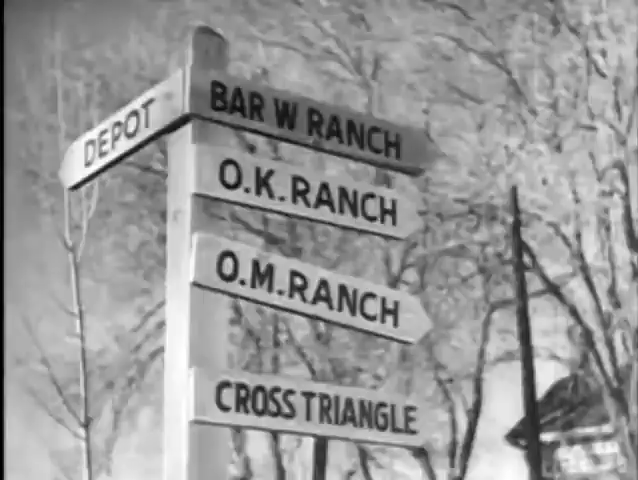 DEPOT
BAR W RANCH
O.K. RANCH
O.M. RANCH
CROSS TRIANGLE